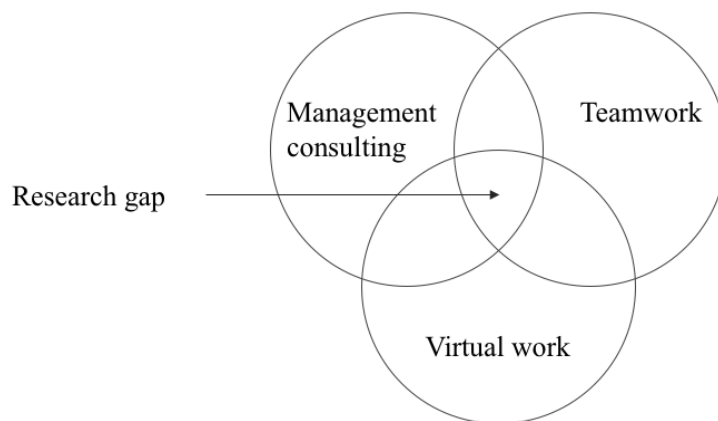 Management
consulting
Teamwork
Research gap
Virtual work